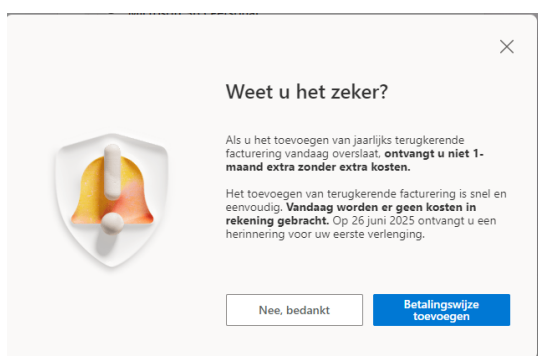 Weet u het zeker?
Als u het toevoegen van jaarlijks terugkerende
facturering vandaag overslaat, ontvangt u niet 1-
maand extra zonder extra kosten.
Het toevoegen van terugkerende facturering is snel en
eenvoudig. Vandaag worden er geen kosten in
rekening gebracht. Op 26 juni 2025 ontvangt u een
herinnering voor uw eerste verlenging.
Nee, bedankt
Betalingswijze
toevoegen